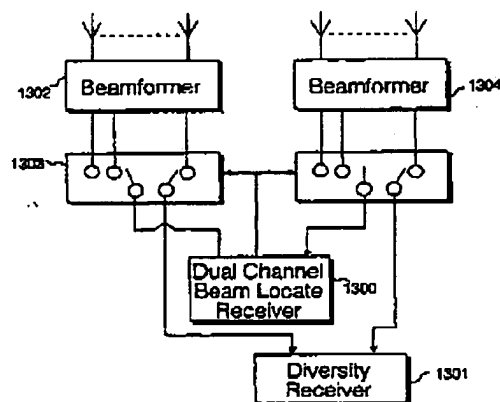 1302
Beamformer
Beamformer
1304
1303
Dual Channel
Beam Locate
Receiver
1300
Diversity
Receiver
1301